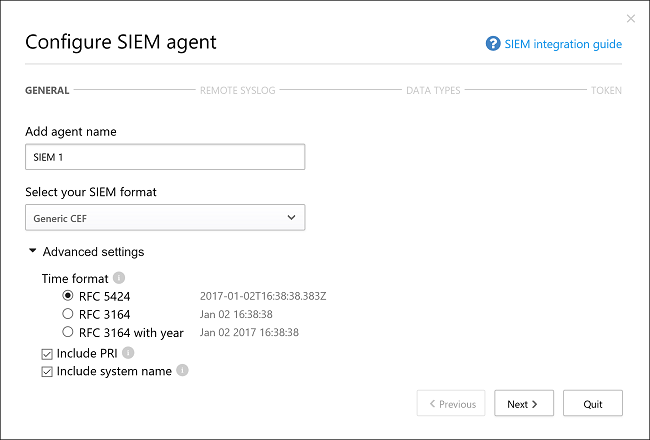 Configure SIEM agent
? SIEM integration guide
GENERAL REMOTE SYSLOG DATA TYPES TOKEN
Add agent name
SIEM 1
Select your SIEM format
Generic CEF
Advanced settings
Time format i
RFC 5424 2017-01-02T16:38:38.383Z
RFC 3164 Jan 02 16:38:38
RFC 3164 with year Jan 02 2017 16:38:38
Include PRI i
Include system name i
< Previous Next > Quit